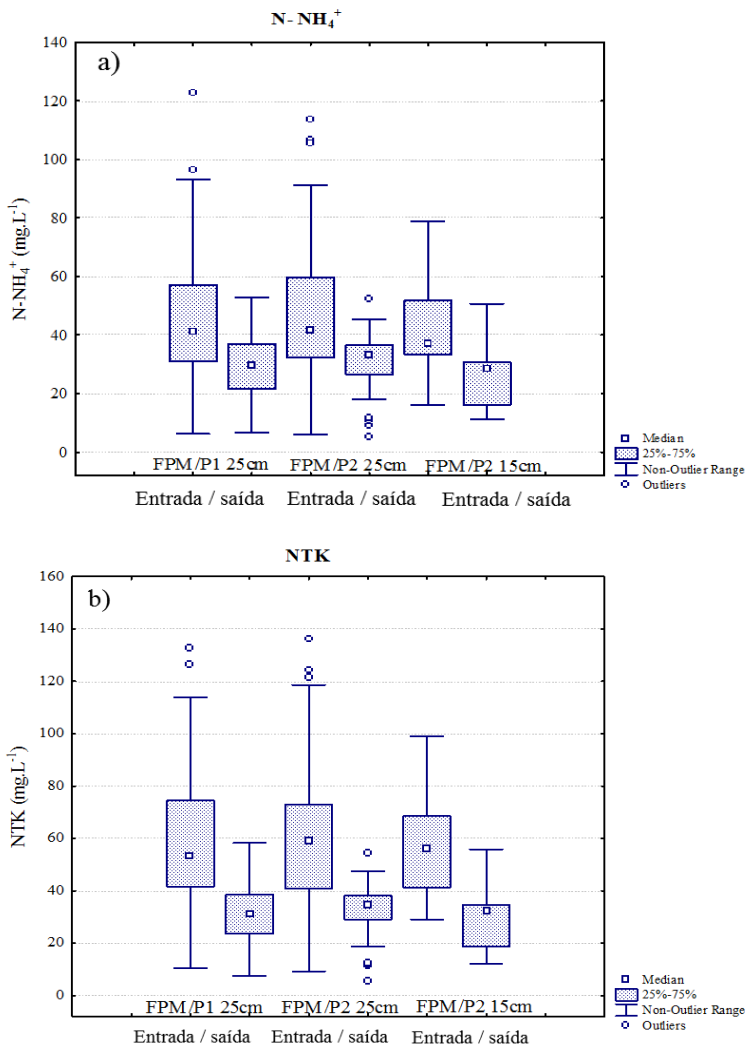 N- NH₄⁺
a)
140
120
100
80
60
40
20
0
N-NH₄⁺ (mg.L⁻¹)
FPM/P1 25cm FPM/P2 25cm FPM/P2 15cm
Entrada / saída Entrada / saída Entrada / saída
Median
25%-75%
Non-Outlier Range
Outliers
NTK
b)
160
140
120
100
80
60
40
20
0
NTK (mg.L⁻¹)
FPM/P1 25cm FPM/P2 25cm FPM/P2 15cm
Entrada / saída Entrada / saída Entrada / saída
Median
25%-75%
Non-Outlier Range
Outliers